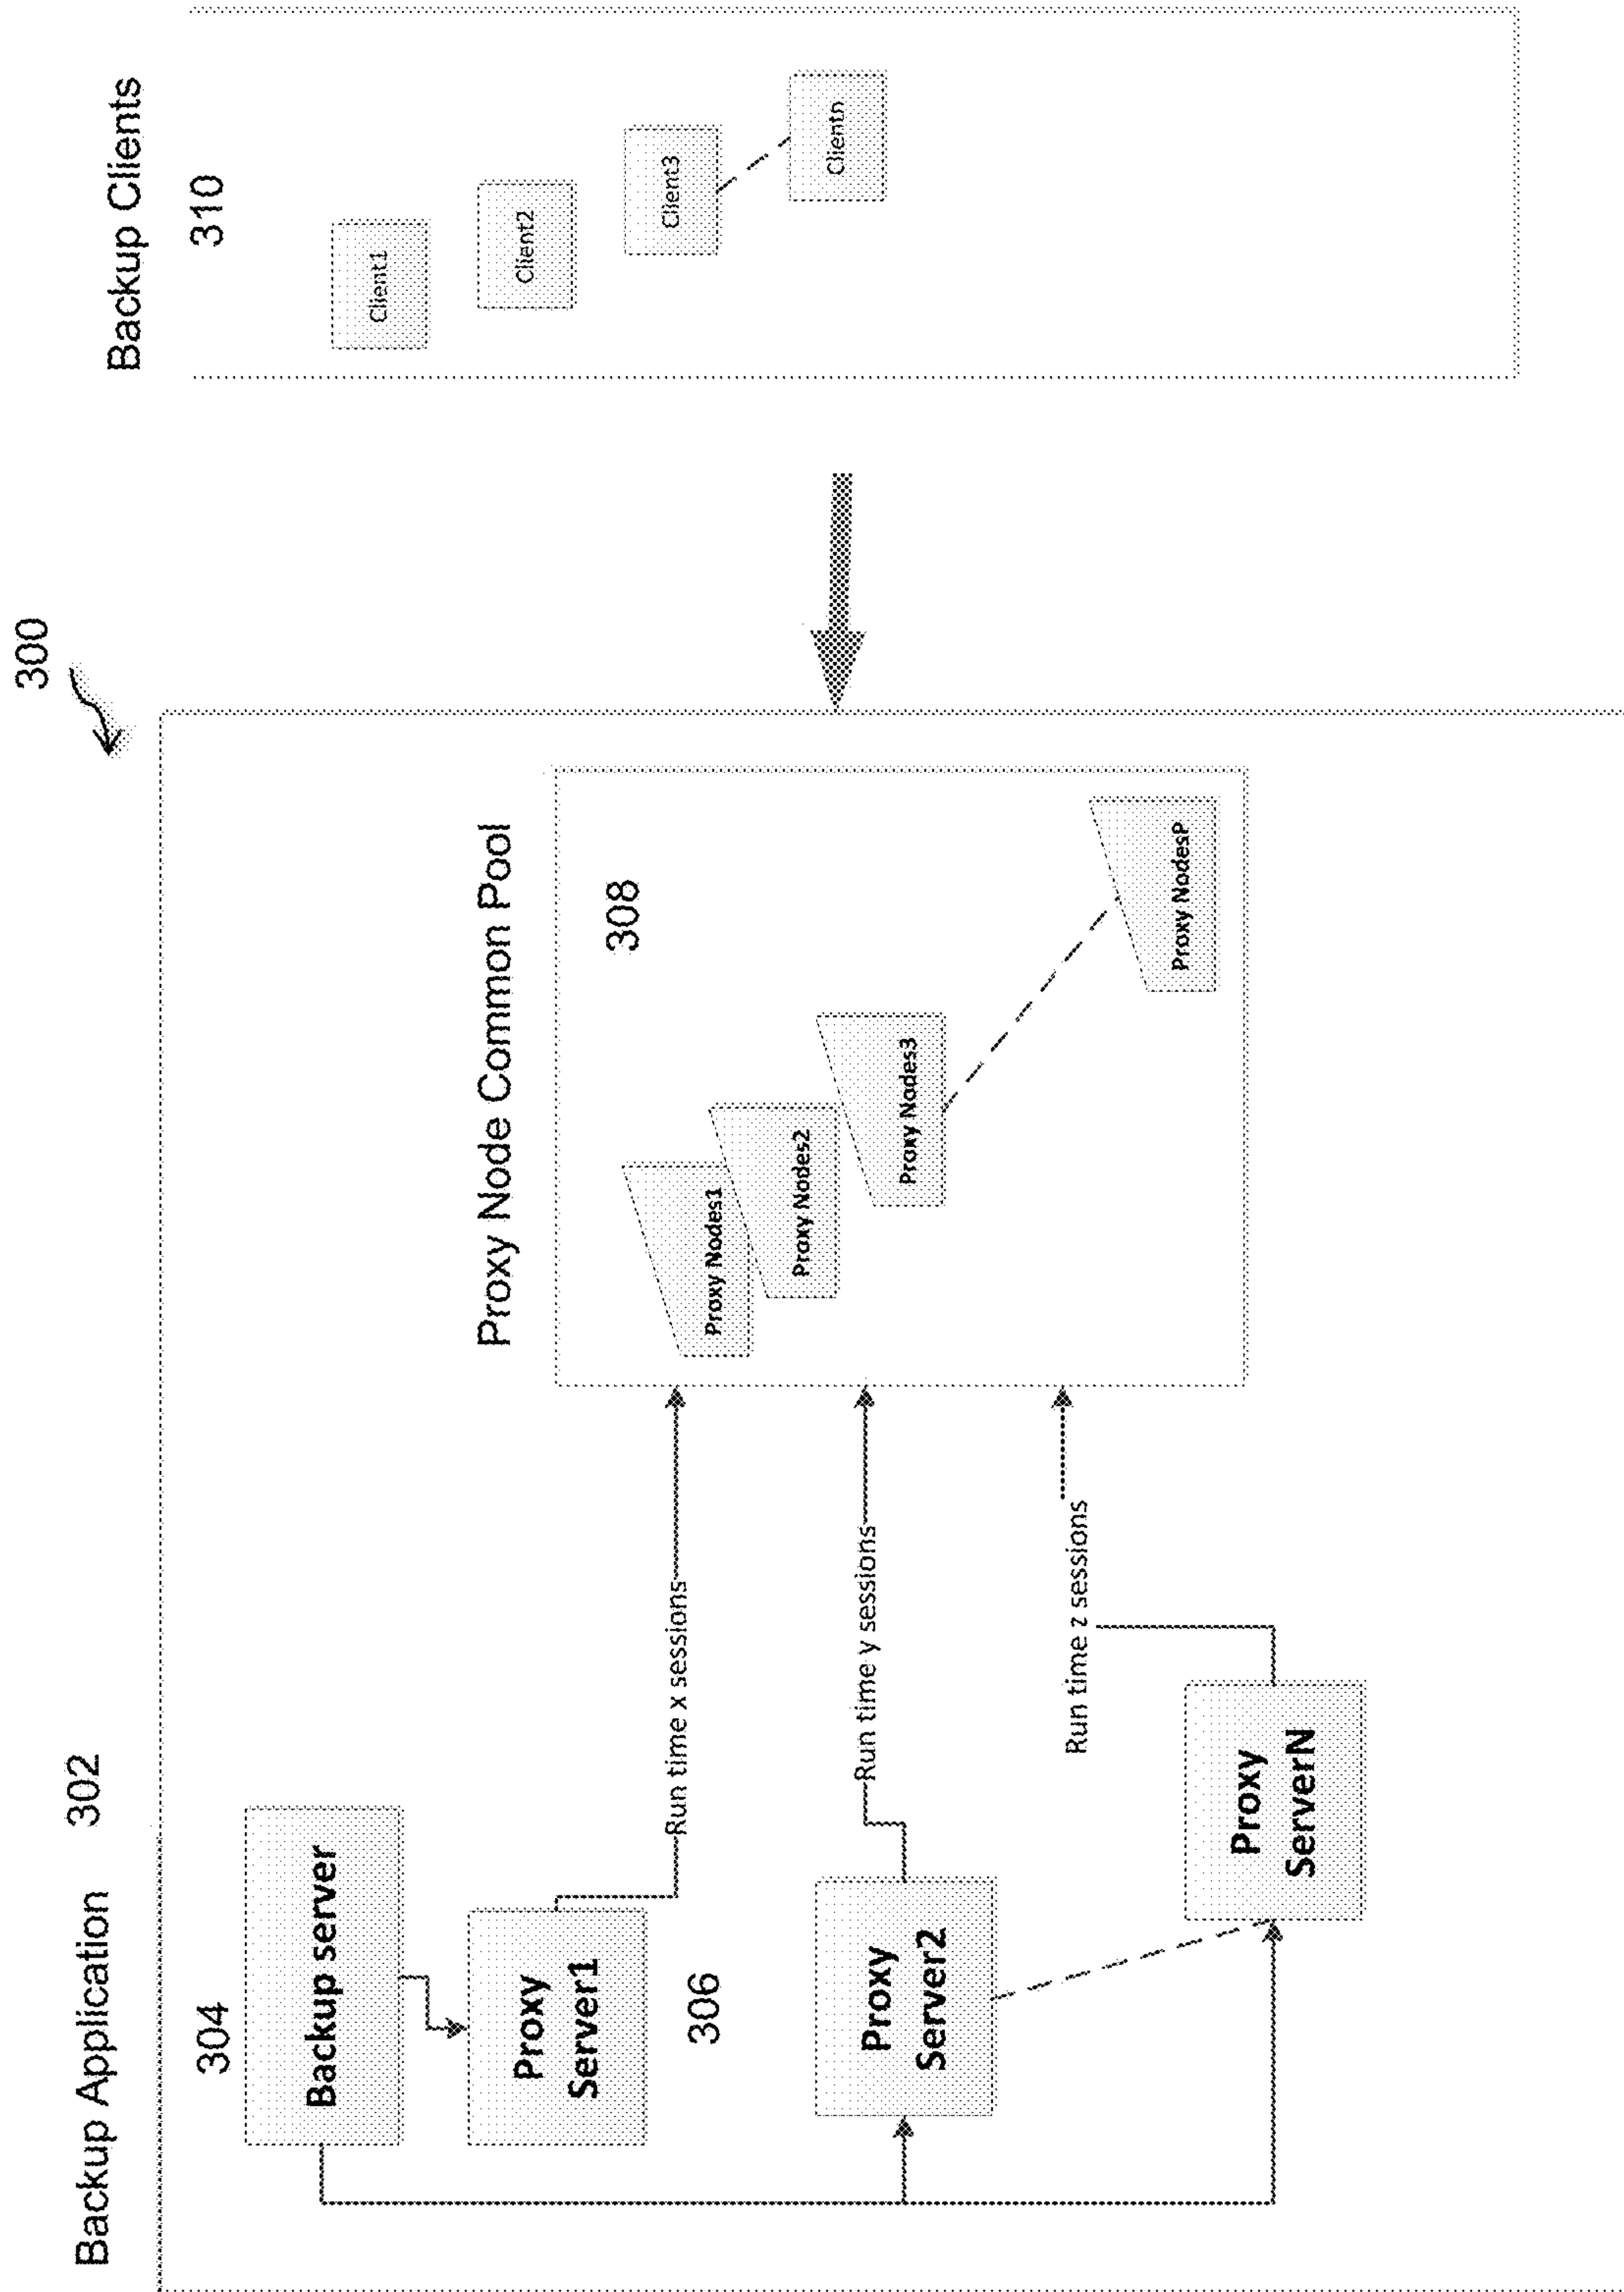 300
Backup Application 302
304
Backup server
Proxy
Server1
306
Proxy
Server2
Proxy
ServerN
Run time x sessions
Run time y sessions
Run time z sessions
Proxy Node Common Pool
308
Proxy Nodes1
Proxy Nodes2
Proxy Nodes3
Proxy NodesP
Backup Clients
310
Client1
Client2
Client3
Clientn